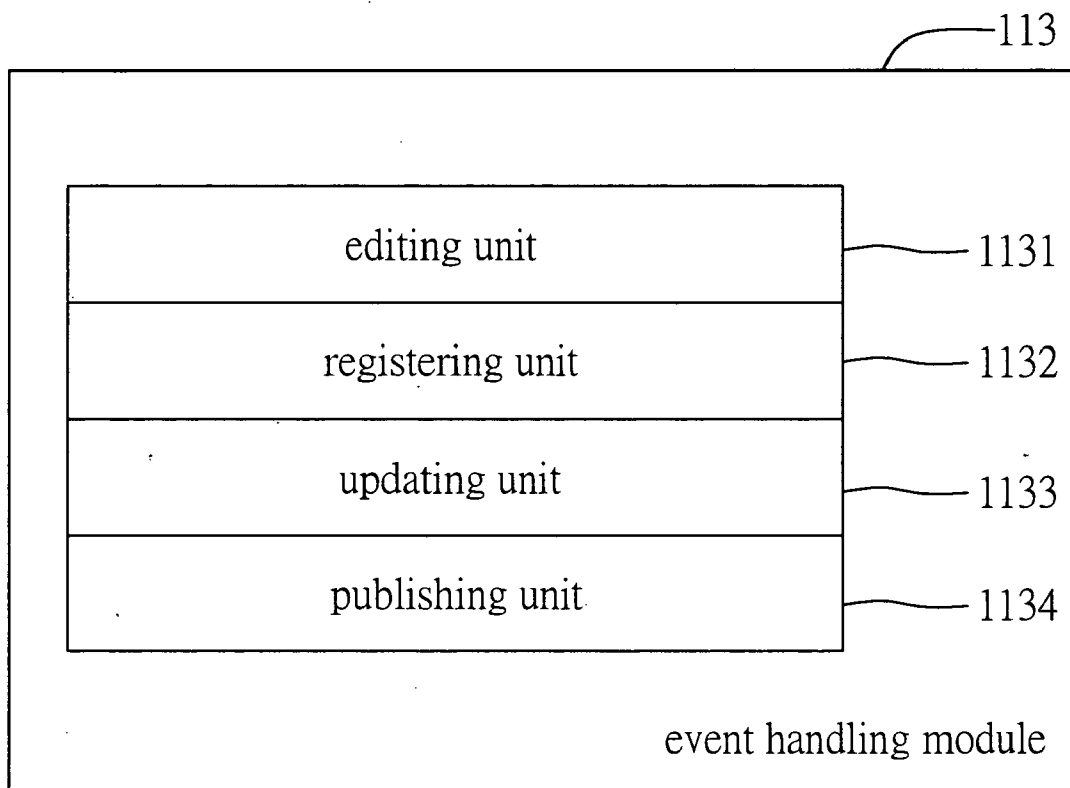 113
editing unit
1131
registering unit
1132
updating unit
1133
publishing unit
1134
event handling module